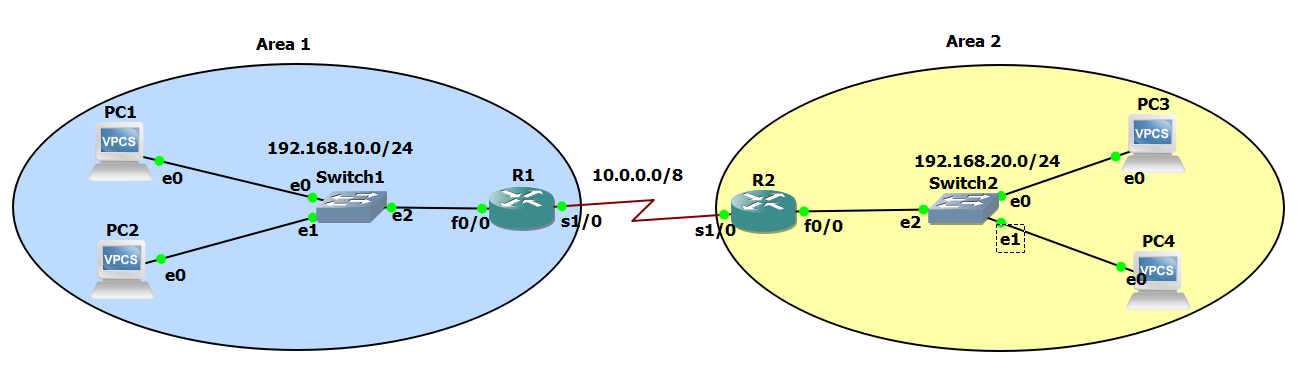 Area 1
Area 2
PC1
VPCS
e0
192.168.10.0/24
e0
Switch1
e1
e2
PC2
VPCS
e0
R1
f0/0
s1/0
10.0.0.0/8
R2
s1/0
f0/0
192.168.20.0/24
Switch2
e2
e0
e1
PC3
VPCS
e0
PC4
VPCS
e0